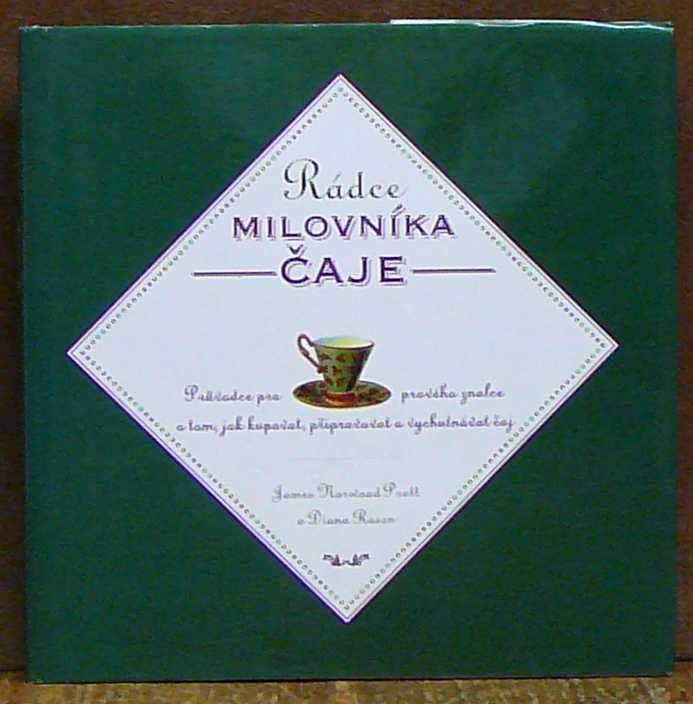 Rádce
MILOVNÍKA
ČAJE
Průvodce pro pravého znalce
o tom, jak kupovat, připravovat a vychutnávat čaj
James Norwood Pratt
a Diana Rosen